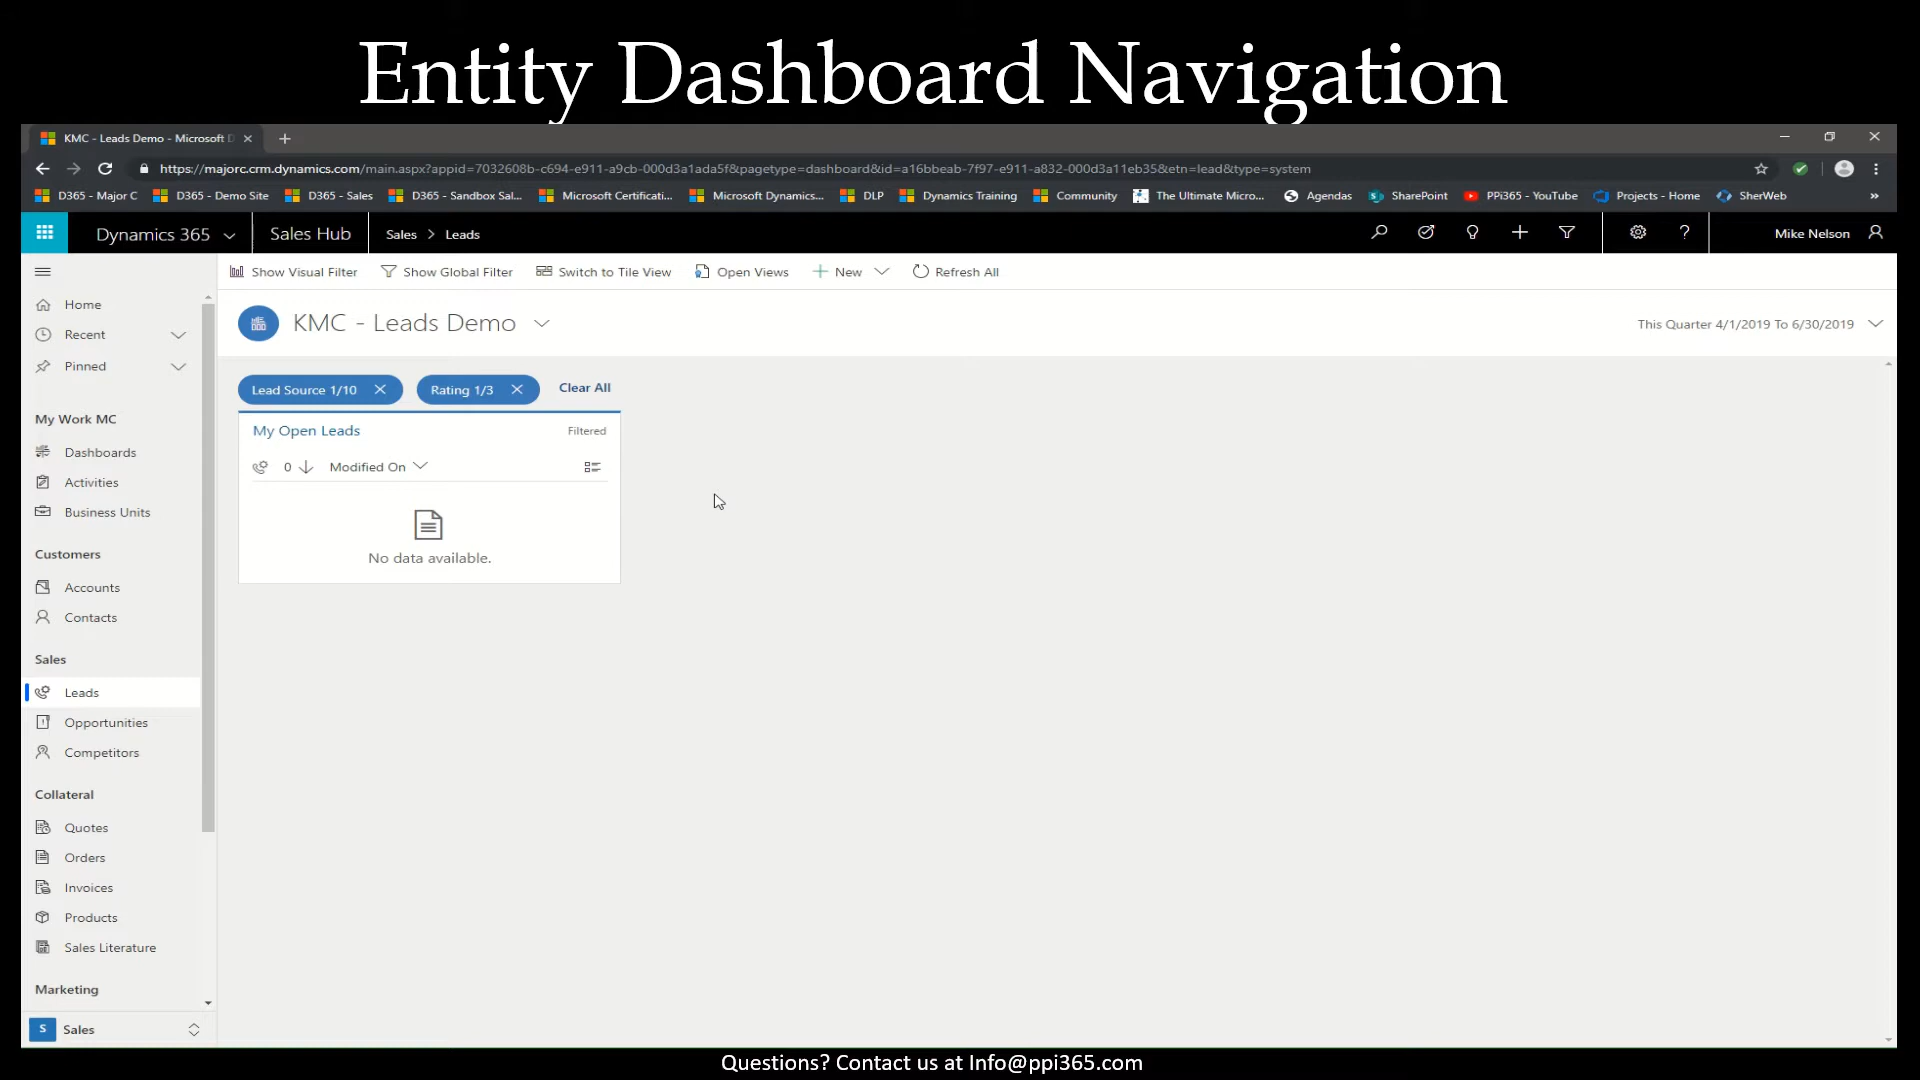 Entity Dashboard Navigation
KMC - Leads Demo - Microsoft D
https://majorc.crm.dynamics.com/main.aspx?appid=7032608b-c694-e911-a9cb-000d3a1ada5f&pagetype=dashboard&id=a16bbeab-7f97-e911-a832-000d3a11eb35&etn=lead&type=system
D365 - Major C D365 - Demo Site D365 - Sales D365 - Sandbox Sal... Microsoft Certificati... Microsoft Dynamics... DLP Dynamics Training Community The Ultimate Micro... Agendas SharePoint PPi365 - YouTube Projects - Home SherWeb »
Dynamics 365 Sales Hub Sales > Leads Mike Nelson
Show Visual Filter Show Global Filter Switch to Tile View Open Views New Refresh All
KMC - Leads Demo
This Quarter 4/1/2019 To 6/30/2019
Home
Recent
Pinned
My Work MC
Dashboards
Activities
Business Units
Customers
Accounts
Contacts
Sales
Leads
Opportunities
Competitors
Collateral
Quotes
Orders
Invoices
Products
Sales Literature
Marketing
S Sales
Lead Source 1/10 Rating 1/3 Clear All
My Open Leads Filtered
0 Modified On
No data available.
Questions? Contact us at Info@ppi365.com